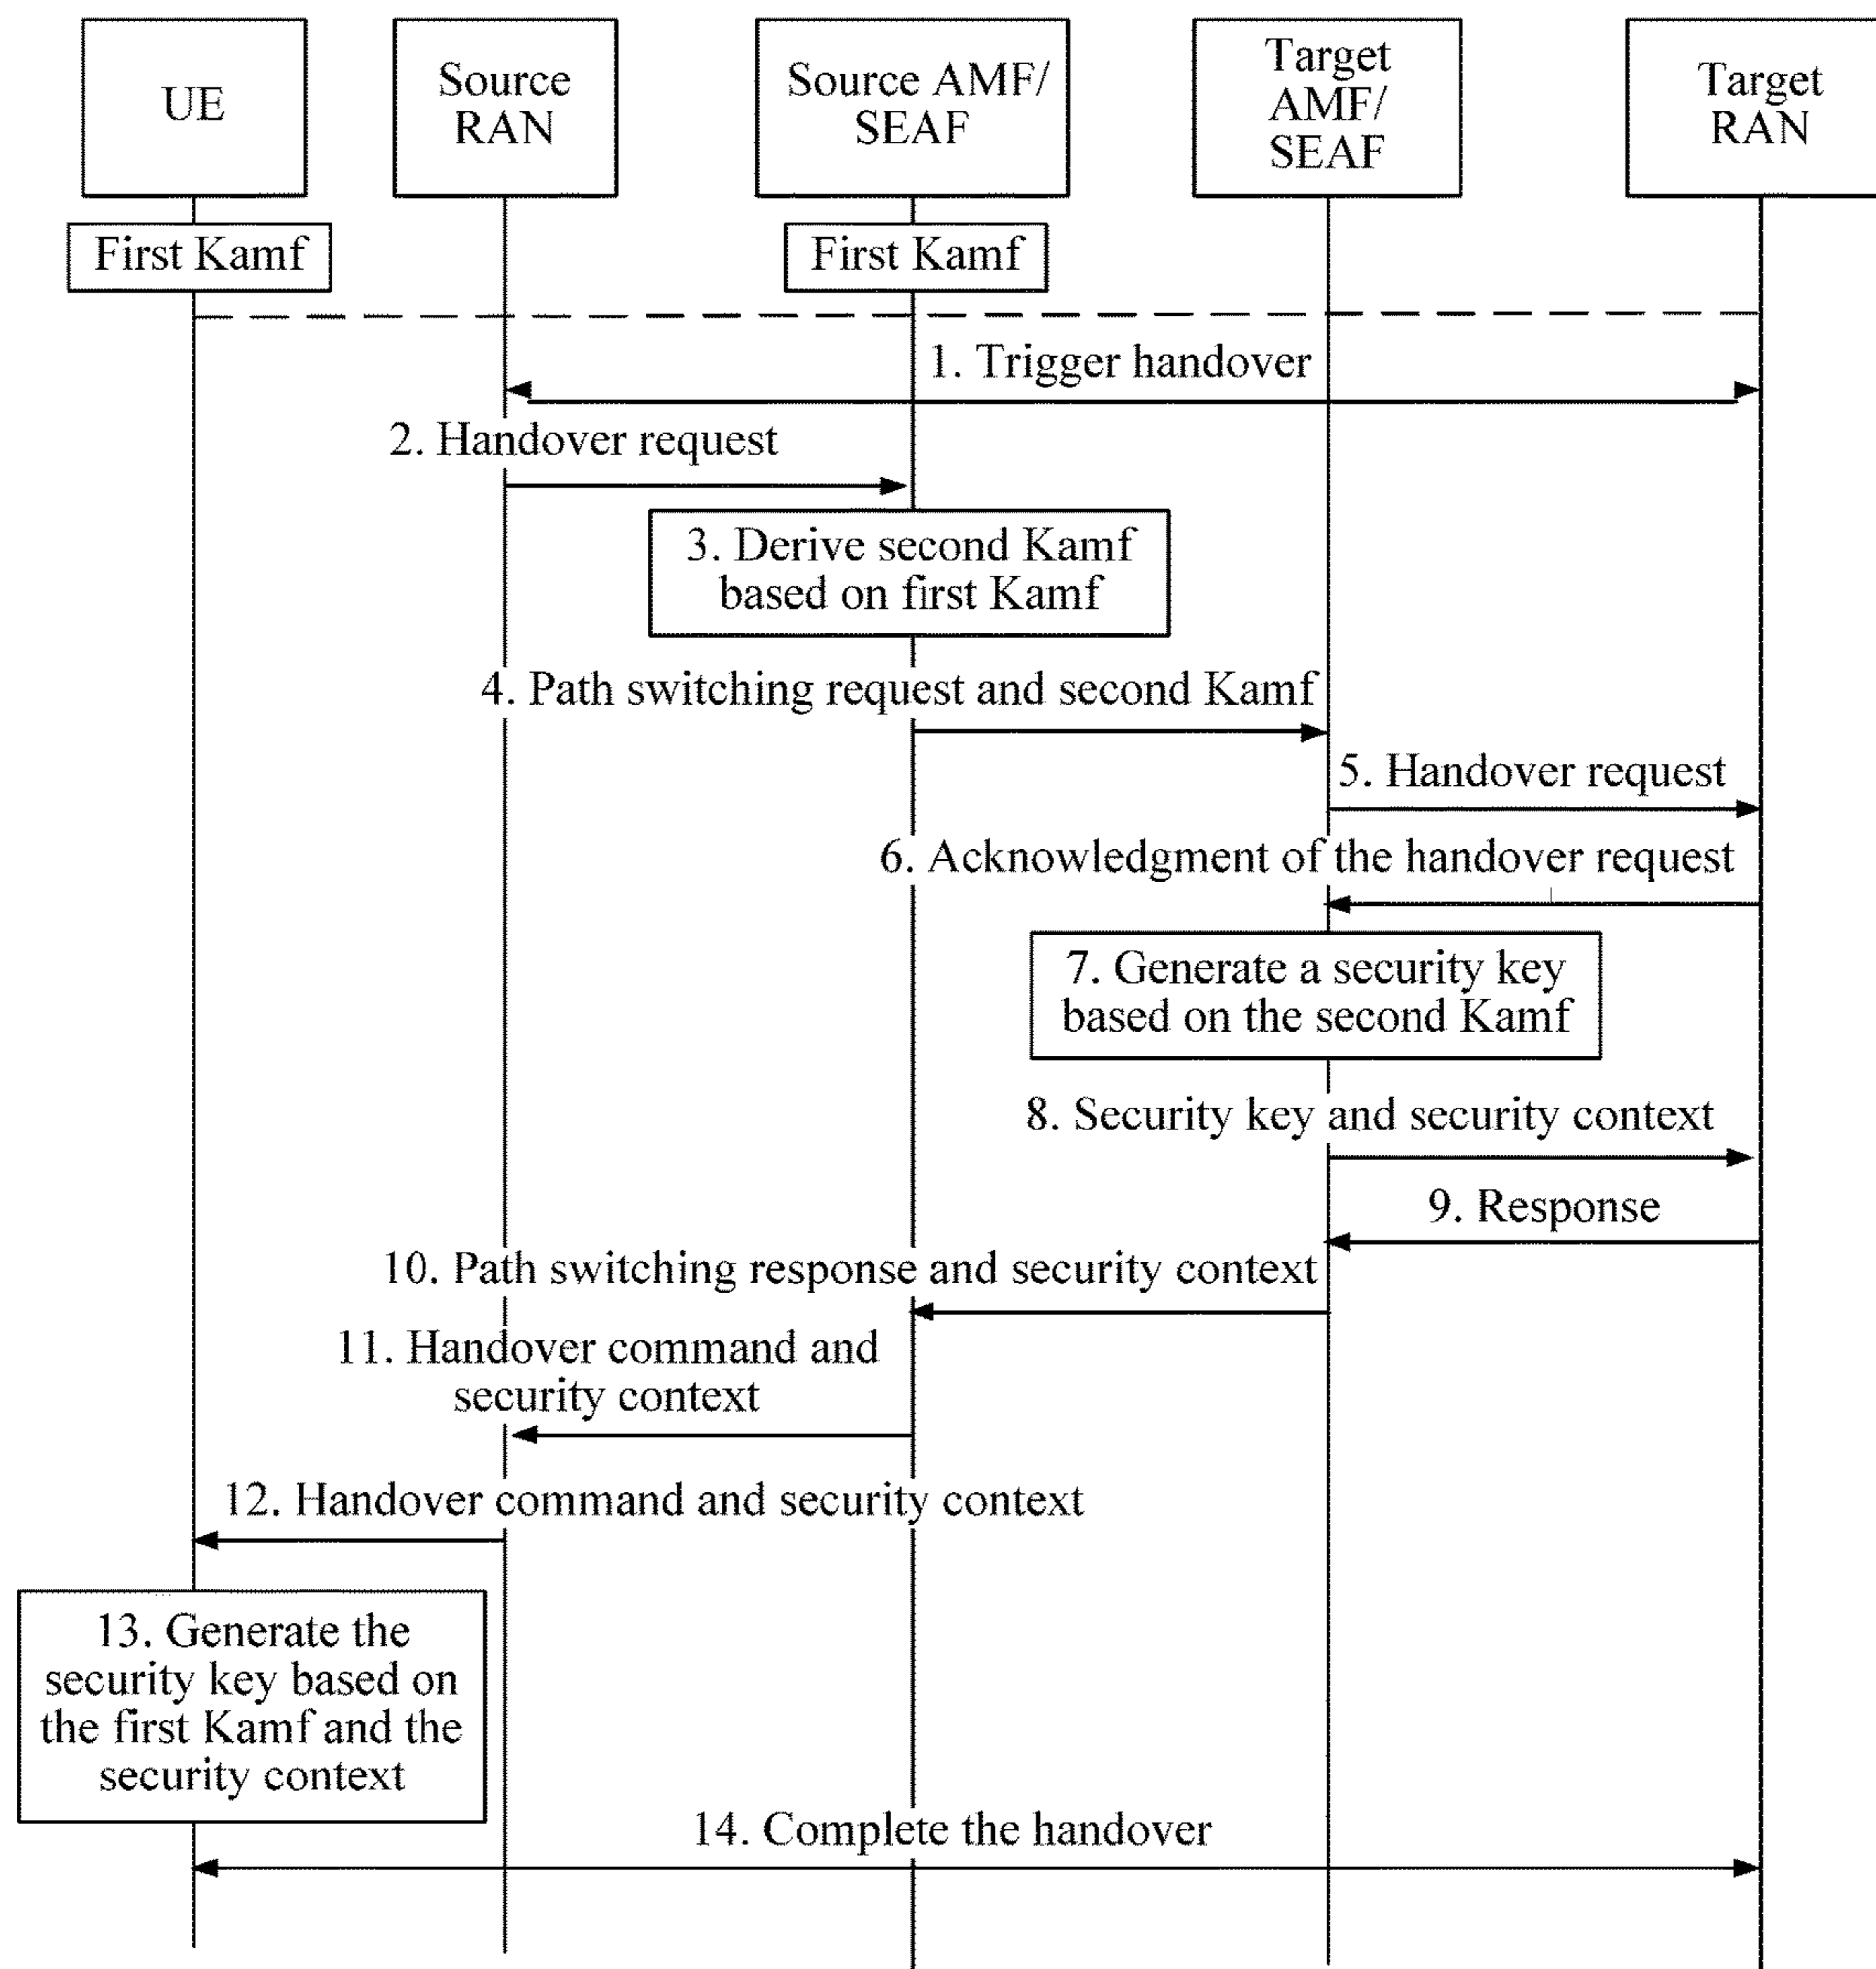 UE
Source
RAN
Source AMF/
SEAF
Target
AMF/
SEAF
Target
RAN
First Kamf
First Kamf
1. Trigger handover
2. Handover request
3. Derive second Kamf
based on first Kamf
4. Path switching request and second Kamf
5. Handover request
6. Acknowledgment of the handover request
7. Generate a security key
based on the second Kamf
8. Security key and security context
9. Response
10. Path switching response and security context
11. Handover command and
security context
12. Handover command and security context
13. Generate the
security key based on
the first Kamf and the
security context
14. Complete the handover